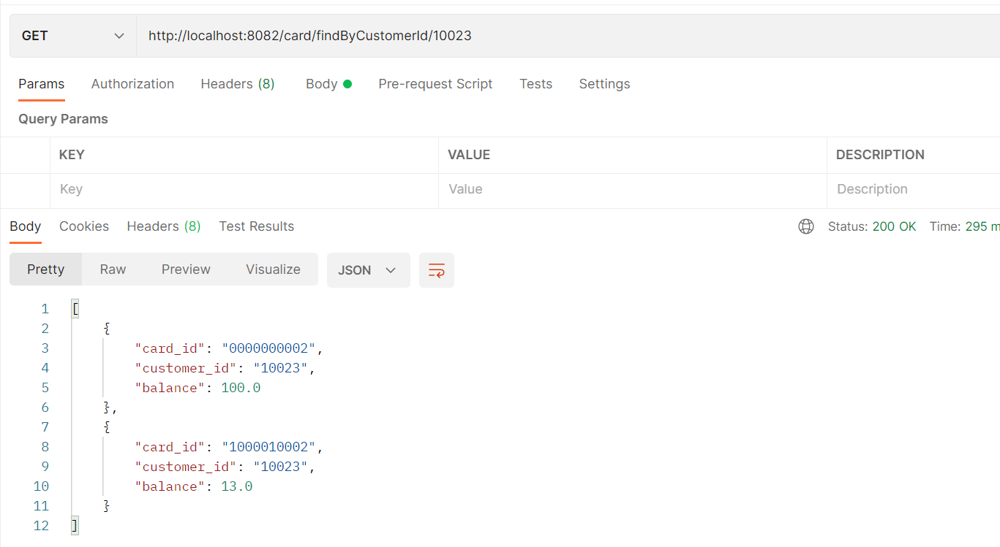 GET http://localhost:8082/card/findByCustomerId/10023
Params Authorization Headers (8) Body Pre-request Script Tests Settings
Query Params
KEY VALUE DESCRIPTION
Key Value Description
Body Cookies Headers (8) Test Results Status: 200 OK Time: 295 m
Pretty Raw Preview Visualize JSON
1 [
2 {
3 "card_id": "0000000002",
4 "customer_id": "10023",
5 "balance": 100.0
6 },
7 {
8 "card_id": "1000010002",
9 "customer_id": "10023",
10 "balance": 13.0
11 }
12 ]